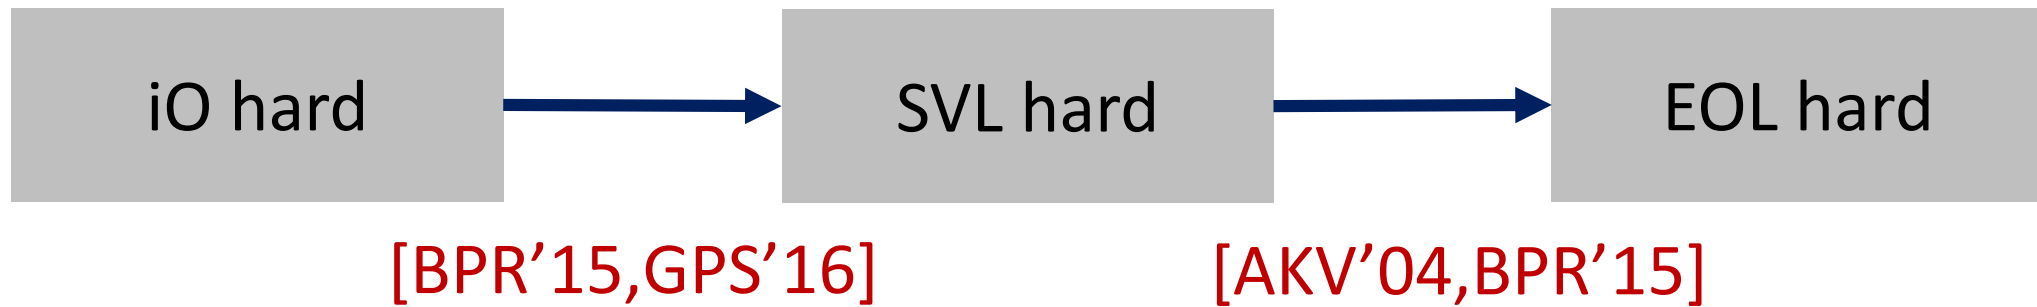 iO hard
SVL hard
EOL hard
[BPR’15,GPS’16]
[AKV’04,BPR’15]